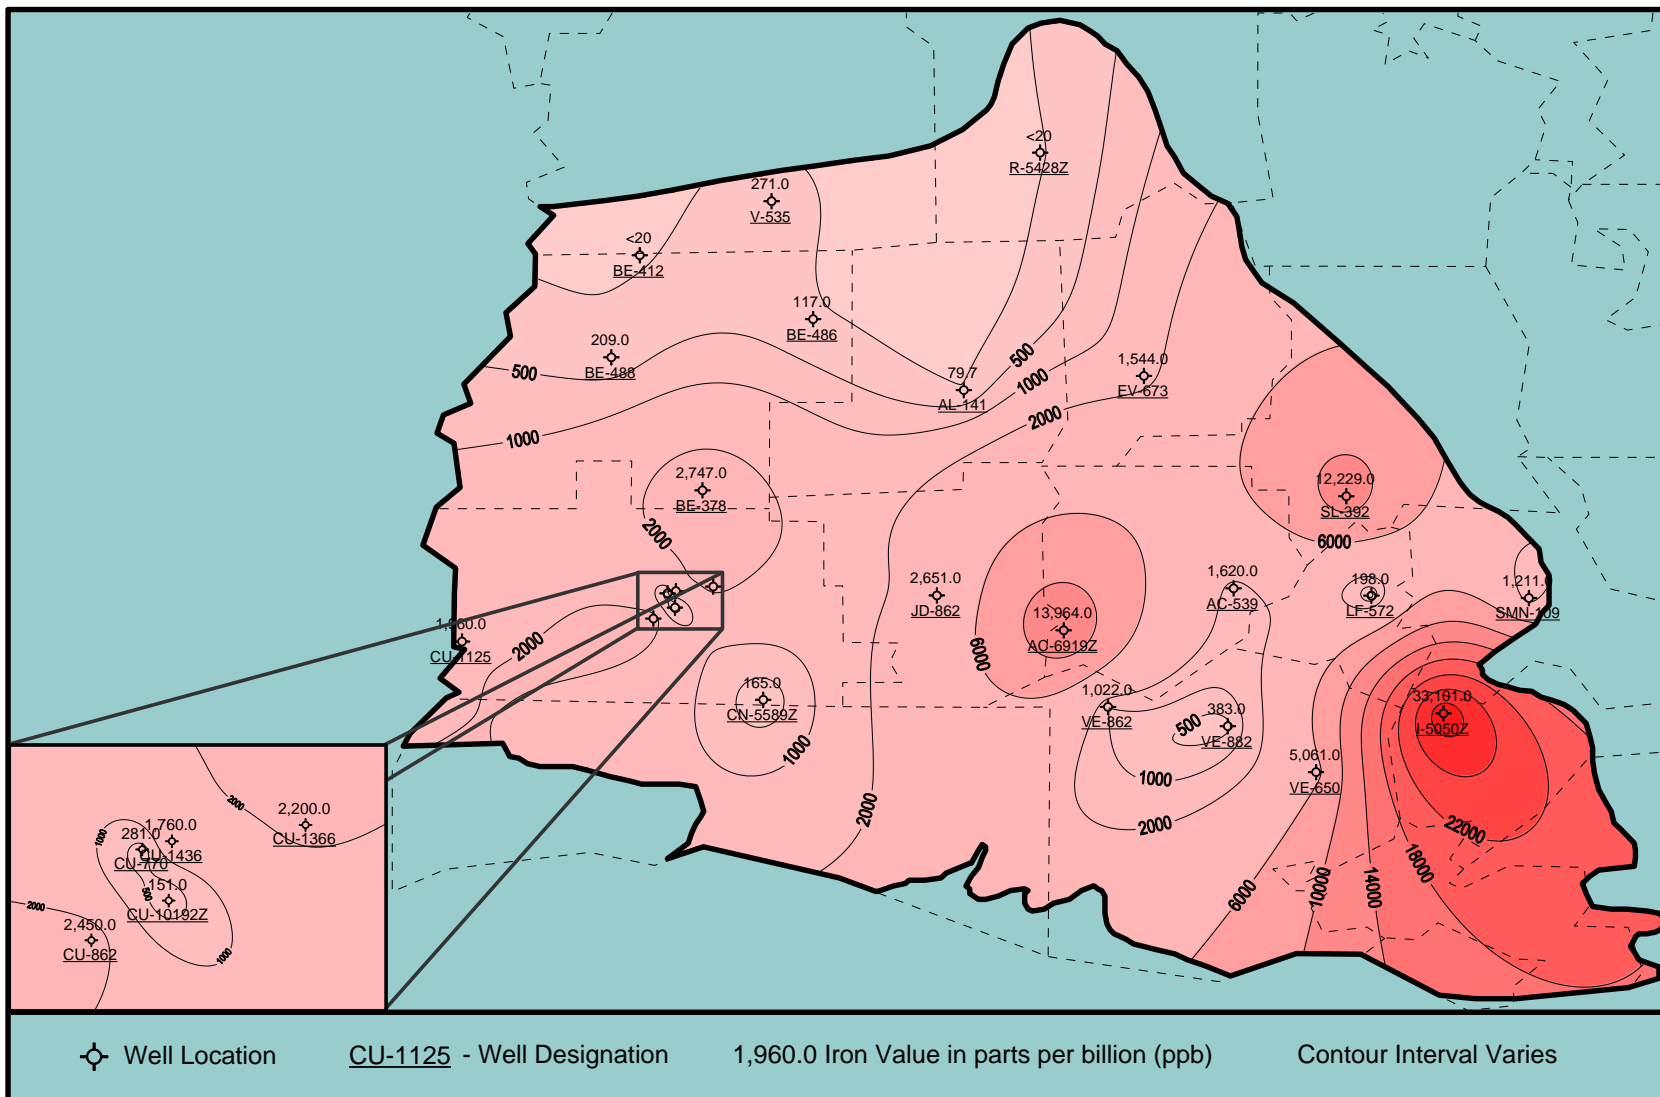 <20
R-5428Z
271.0
V-535
<20
BE-412
117.0
BE-486
209.0
BE-488
500
79.7
AL-141
500
1000
1,544.0
EV-673
2000
1000
2,747.0
BE-378
2000
12,229.0
SL-392
6000
2,651.0
JD-862
13,964.0
AC-6919Z
6000
1,620.0
AC-539
198.0
LF-572
1,211.0
SMN-109
1,960.0
CU-1125
2000
165.0
CN-5589Z
1000
1,022.0
VE-862
500
383.0
VE-882
1000
2000
2000
5,061.0
VE-650
33,101.0
I-5050Z
22000
18000
14000
10000
6000
2000
2,200.0
CU-1366
1000
281.0
CU-770
1,760.0
CU-1436
500
151.0
CU-10192Z
2000
2,450.0
CU-862
1000
Well Location
CU-1125 - Well Designation
1,960.0 Iron Value in parts per billion (ppb)
Contour Interval Varies